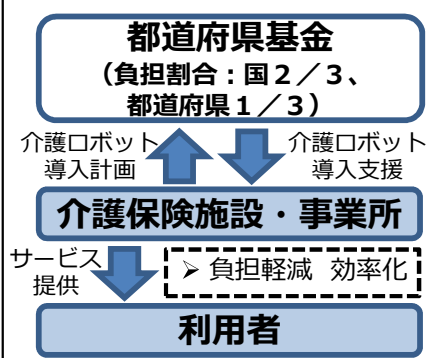 都道府県基金
（負担割合：国２／３、
都道府県１／３）
介護ロボット
導入計画
介護ロボット
導入支援
介護保険施設・事業所
サービス
提供
➢ 負担軽減 効率化
利用者